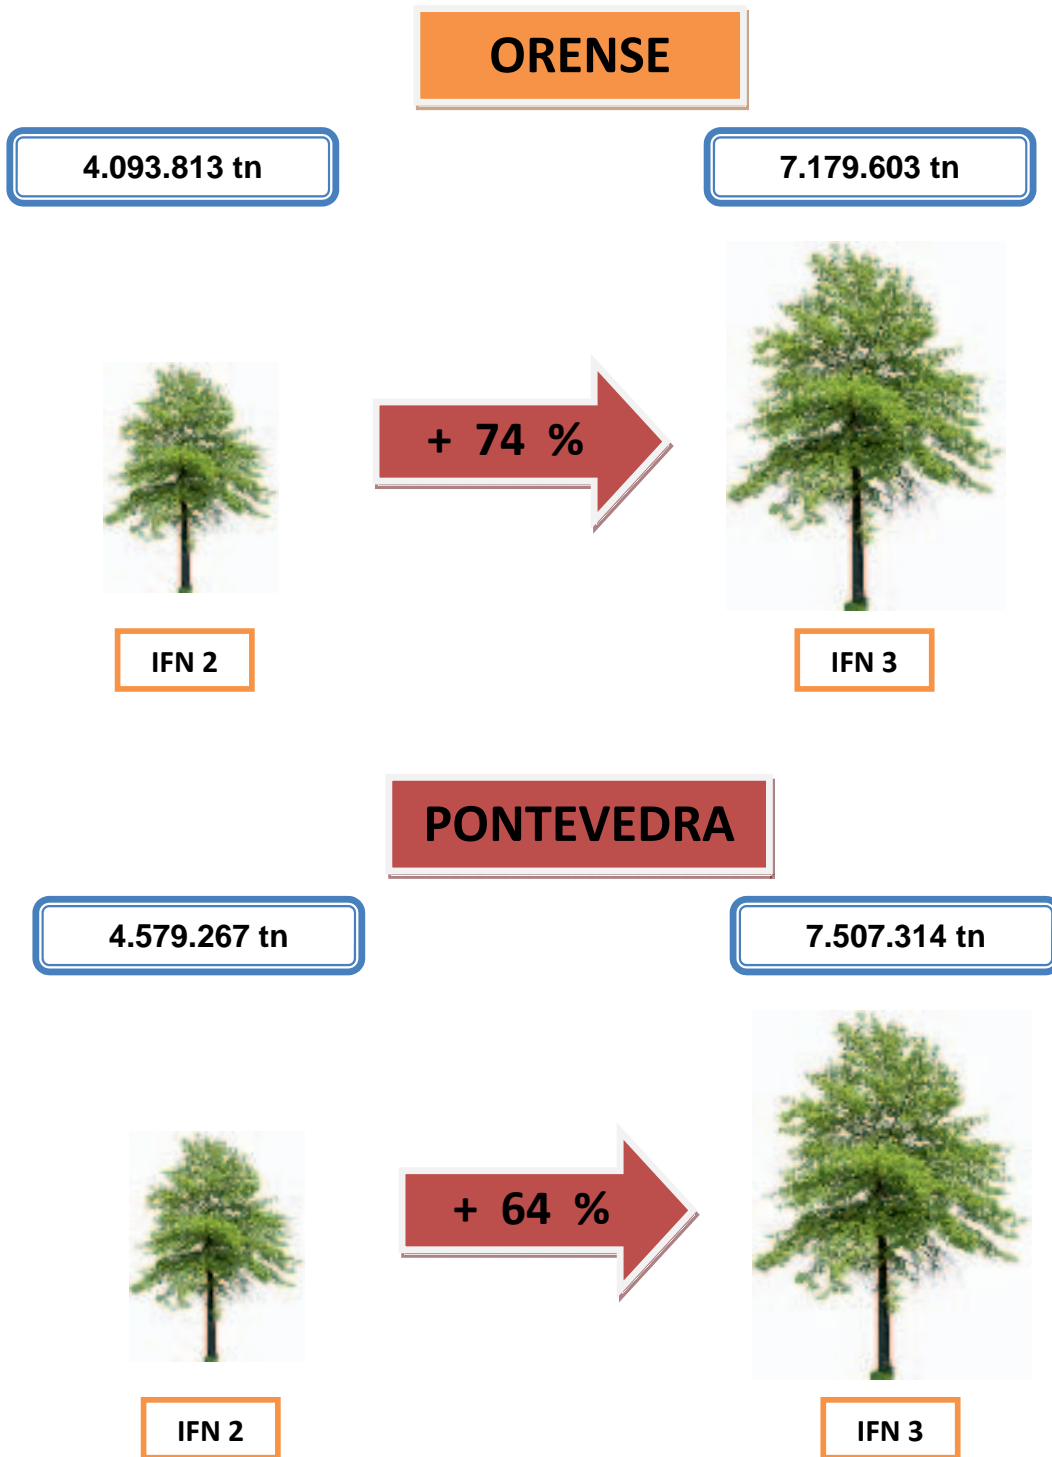 ORENSE
4.093.813 tn
7.179.603 tn
+ 74 %
IFN 2
IFN 3
PONTEVEDRA
4.579.267 tn
7.507.314 tn
+ 64 %
IFN 2
IFN 3